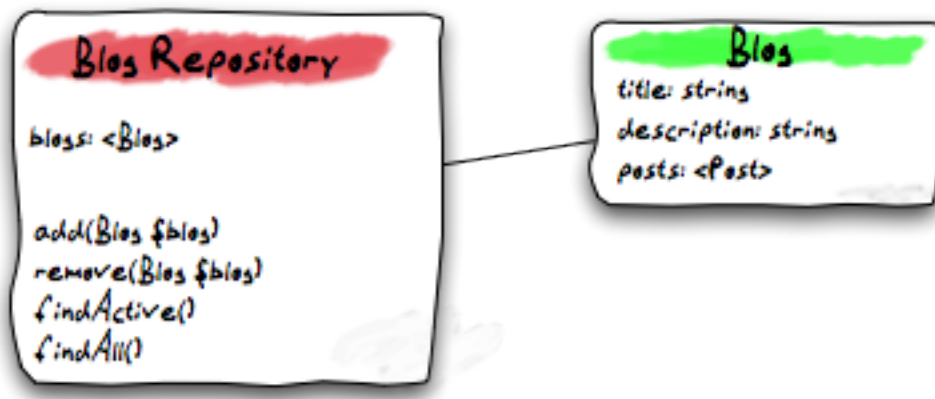 Blog Repository
blogs: <Blog>
add(Blog $blog)
remove(Blog $blog)
findActive()
findAll()
Blog
title: string
description: string
posts: <Post>